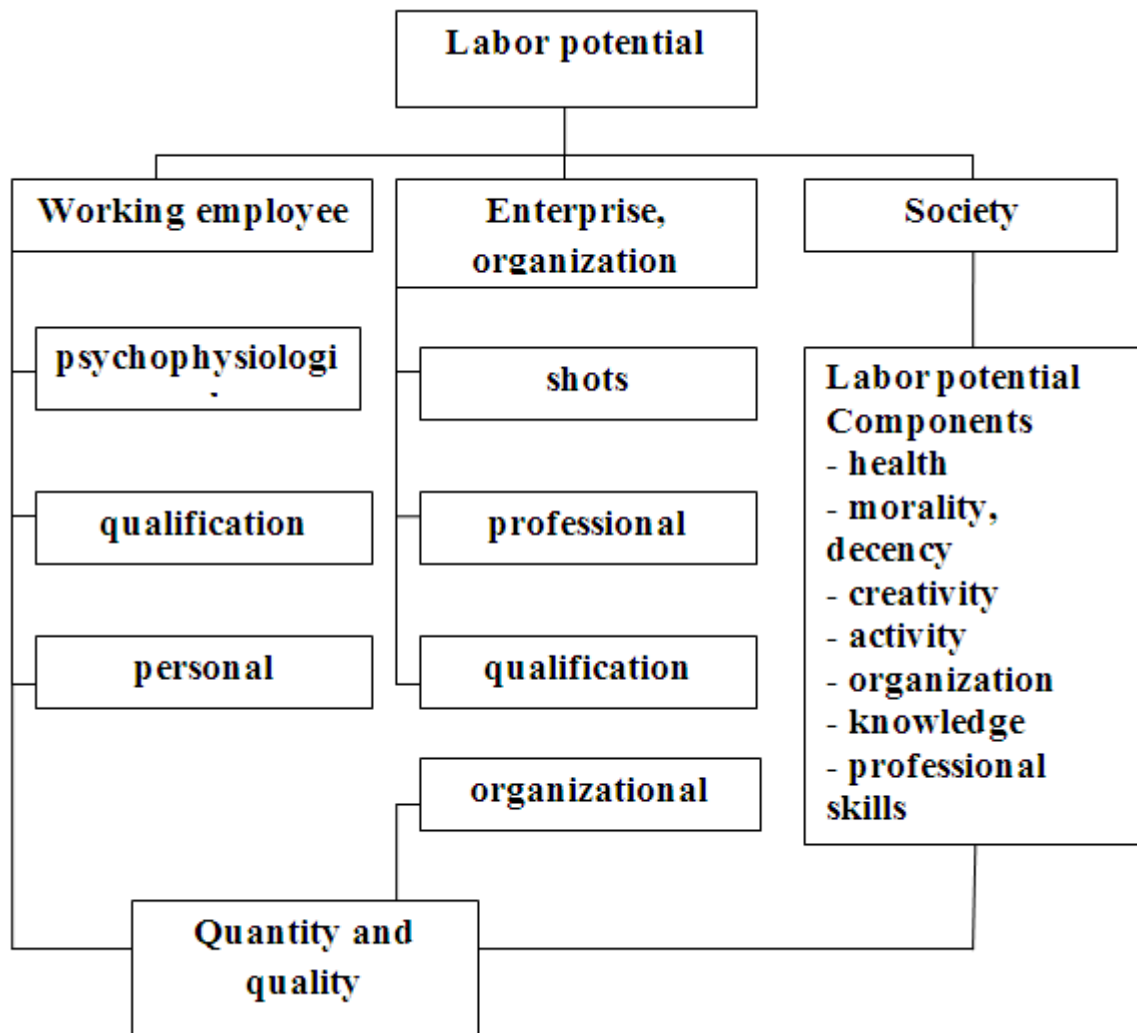 Labor potential
Working employee
Enterprise,
organization
Society
psychophysiologi
shots
Labor potential
Components
- health
- morality,
decency
- creativity
- activity
- organization
- knowledge
- professional
skills
qualification
professional
personal
qualification
organizational
Quantity and
quality